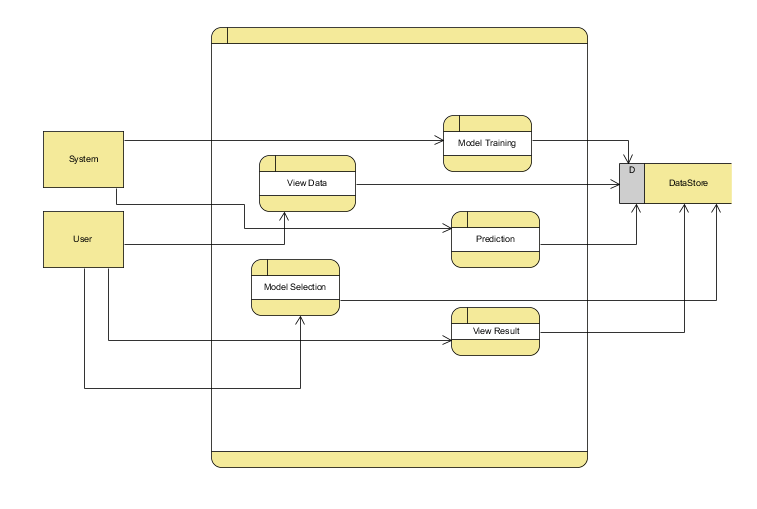 Model Training
System
D
View Data
DataStore
User
Prediction
Model Selection
View Result